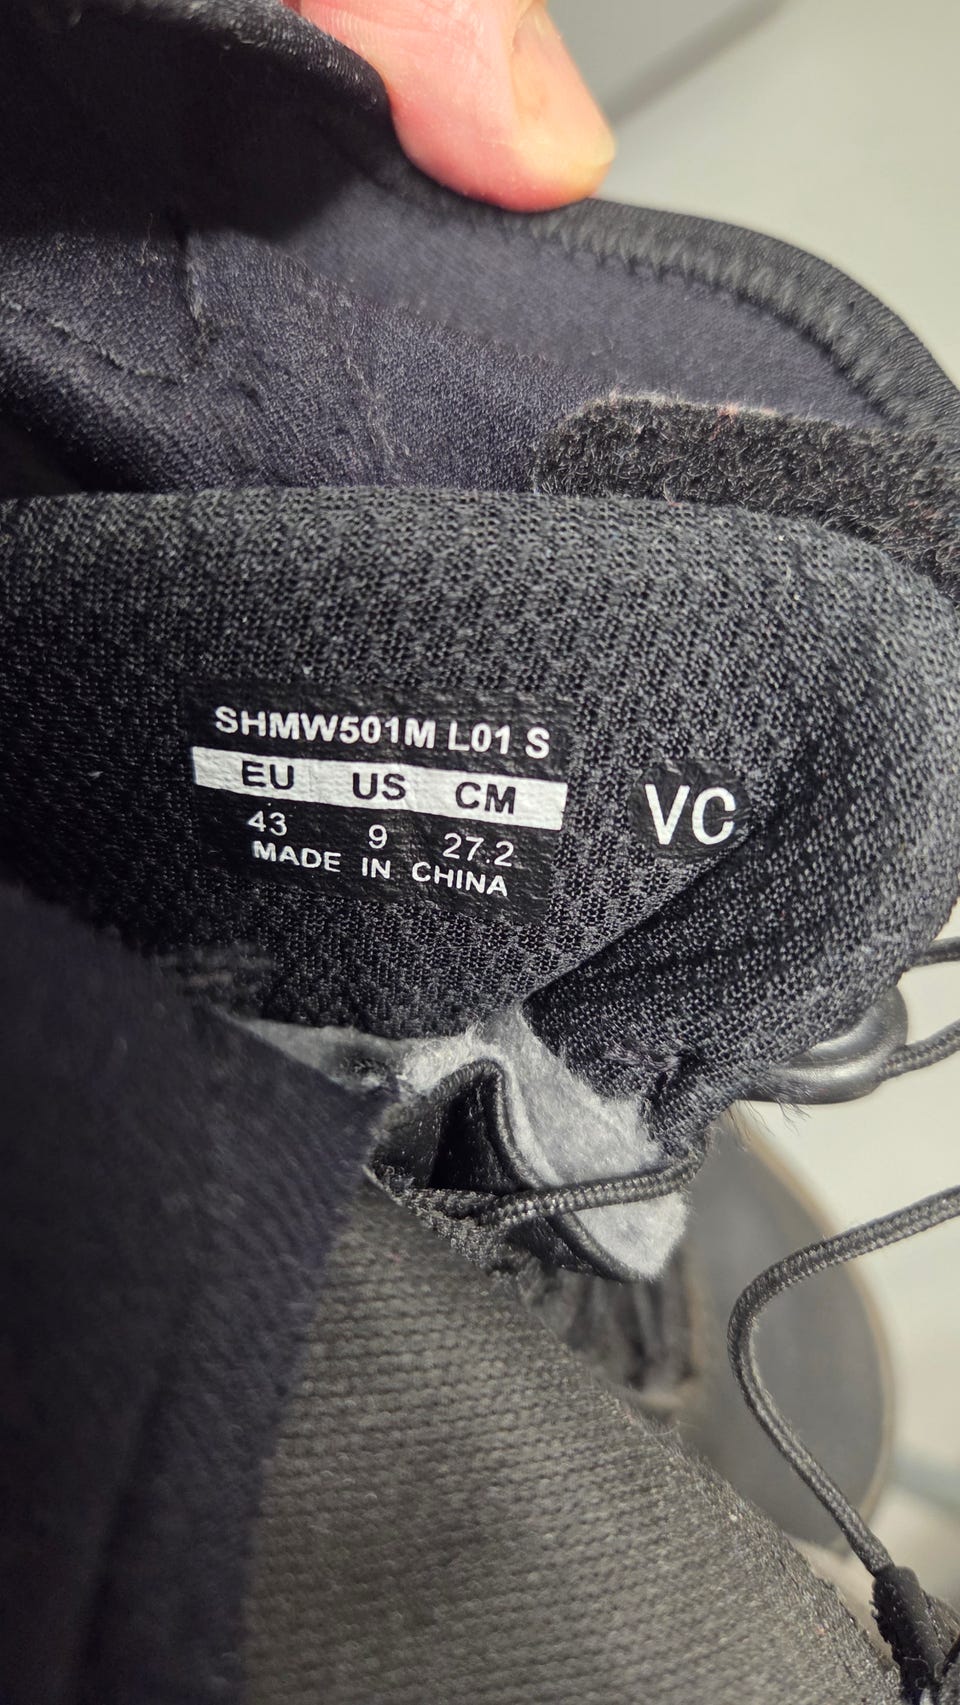 SHMW501M L01 S
EU US CM
43 9 27.2
MADE IN CHINA
VC